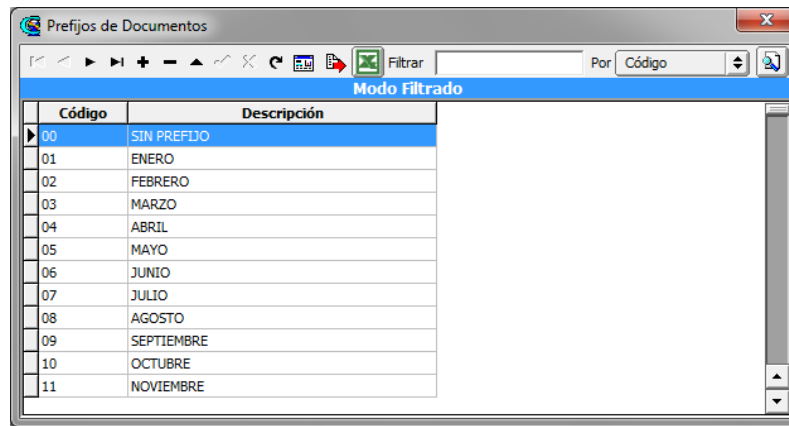 Prefijos de Documentos
Filtrar Por Código
Modo Filtrado
Código Descripción
00 SIN PREFIJO
01 ENERO
02 FEBRERO
03 MARZO
04 ABRIL
05 MAYO
06 JUNIO
07 JULIO
08 AGOSTO
09 SEPTIEMBRE
10 OCTUBRE
11 NOVIEMBRE